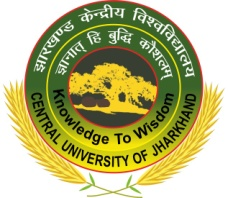 झारखण्ड केन्द्रीय विश्वविद्यालय
ज्ञानात् हि बुद्धि कौशलम्
Knowledge To Wisdom
CENTRAL UNIVERSITY OF JHARKHAND